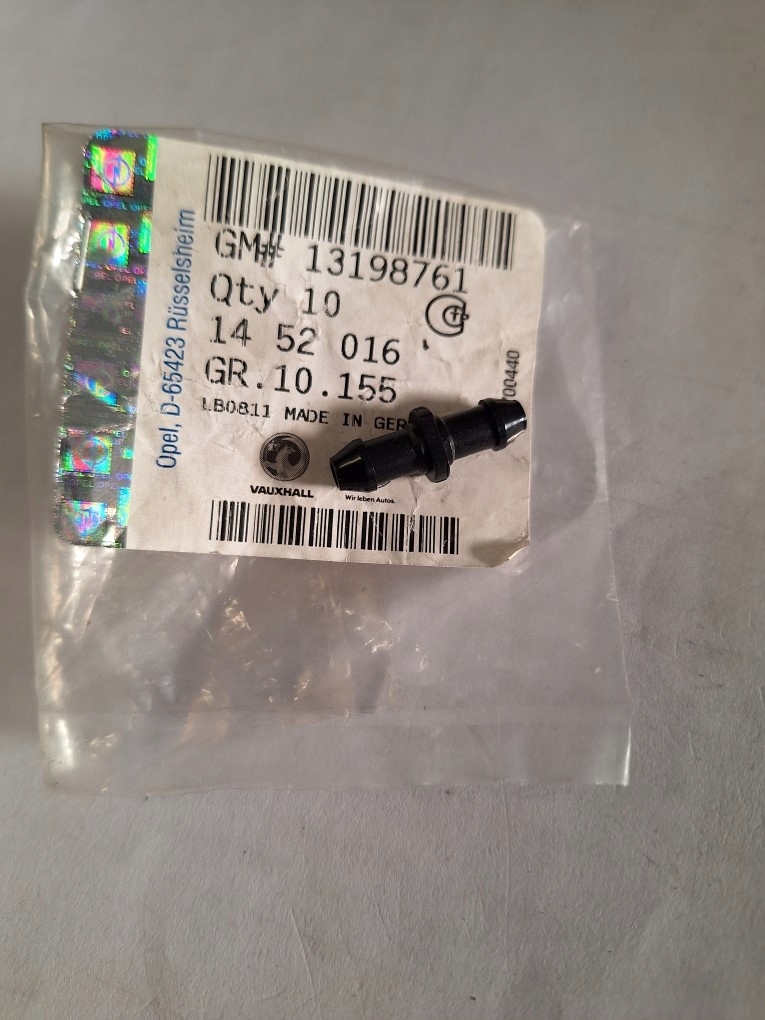 GM# 13198761
Qty 10
14 52 016
GR.10.155
LB0811 MADE IN GER
VAUXHALL
Wir leben Autos.
Opel, D-65423 Rüsselsheim
00440